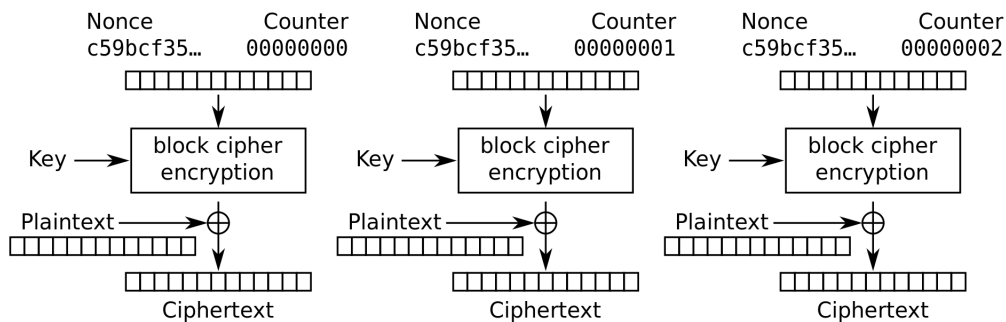 Nonce Counter Nonce Counter Nonce Counter
c59bcf35… 00000000 c59bcf35… 00000001 c59bcf35… 00000002
block cipher block cipher block cipher
Key encryption Key encryption Key encryption
Plaintext Plaintext Plaintext
Ciphertext Ciphertext Ciphertext